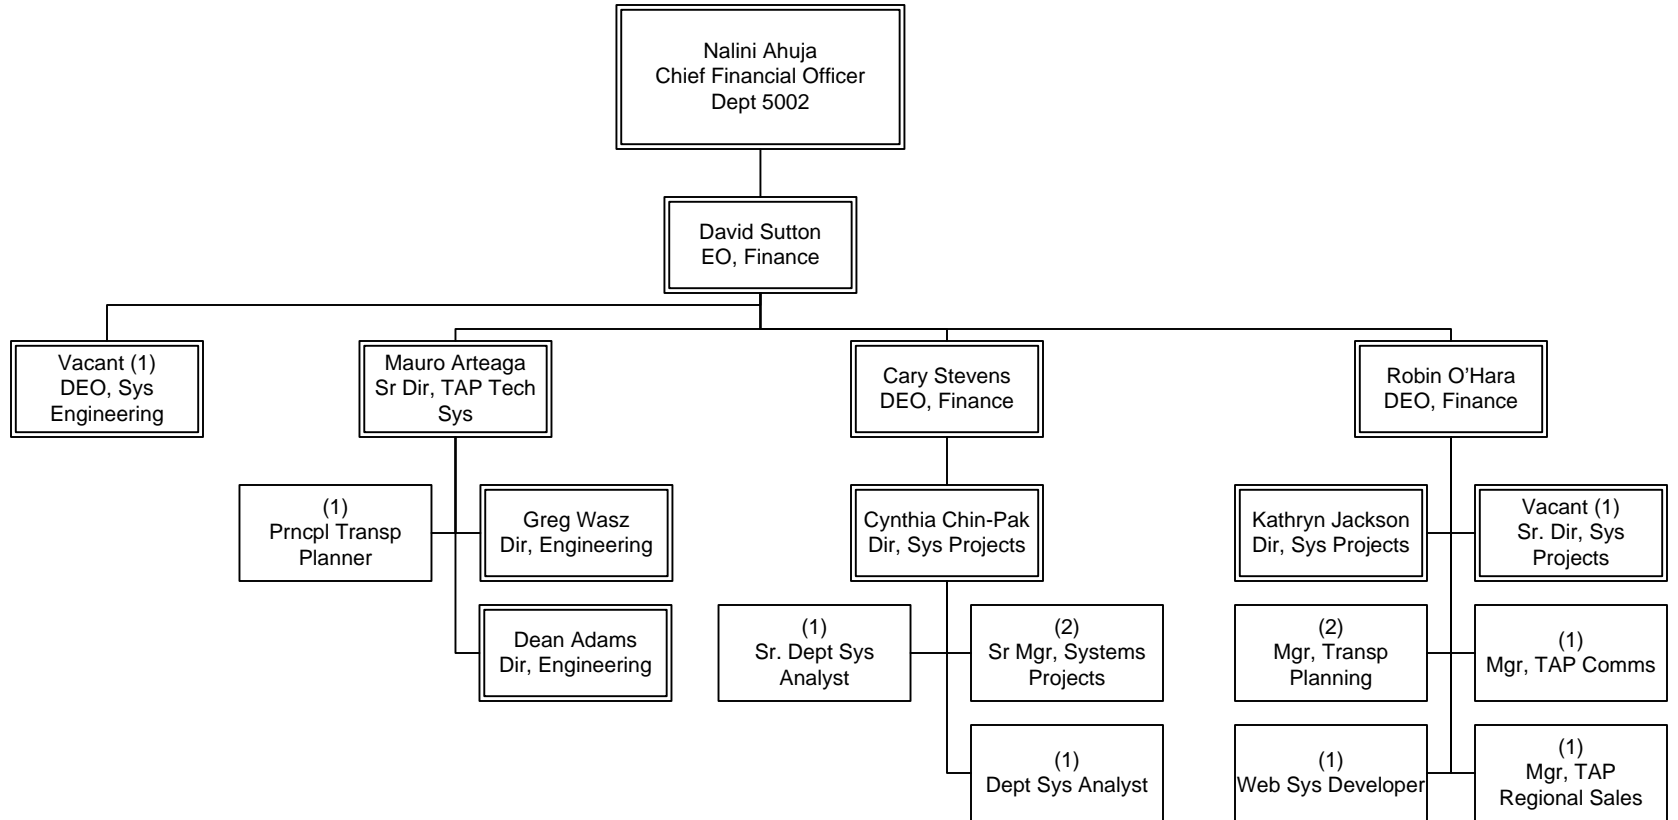 Nalini Ahuja
Chief Financial Officer
Dept 5002
David Sutton
EO, Finance
Vacant (1)
DEO, Sys
Engineering
Mauro Arteaga
Sr Dir, TAP Tech
Sys
Cary Stevens
DEO, Finance
Robin O’Hara
DEO, Finance
(1)
Prncpl Transp
Planner
Greg Wasz
Dir, Engineering
Cynthia Chin-Pak
Dir, Sys Projects
Kathryn Jackson
Dir, Sys Projects
Vacant (1)
Sr. Dir, Sys
Projects
Dean Adams
Dir, Engineering
(1)
Sr. Dept Sys
Analyst
(2)
Sr Mgr, Systems
Projects
(2)
Mgr, Transp
Planning
(1)
Mgr, TAP Comms
(1)
Dept Sys Analyst
(1)
Web Sys Developer
(1)
Mgr, TAP
Regional Sales